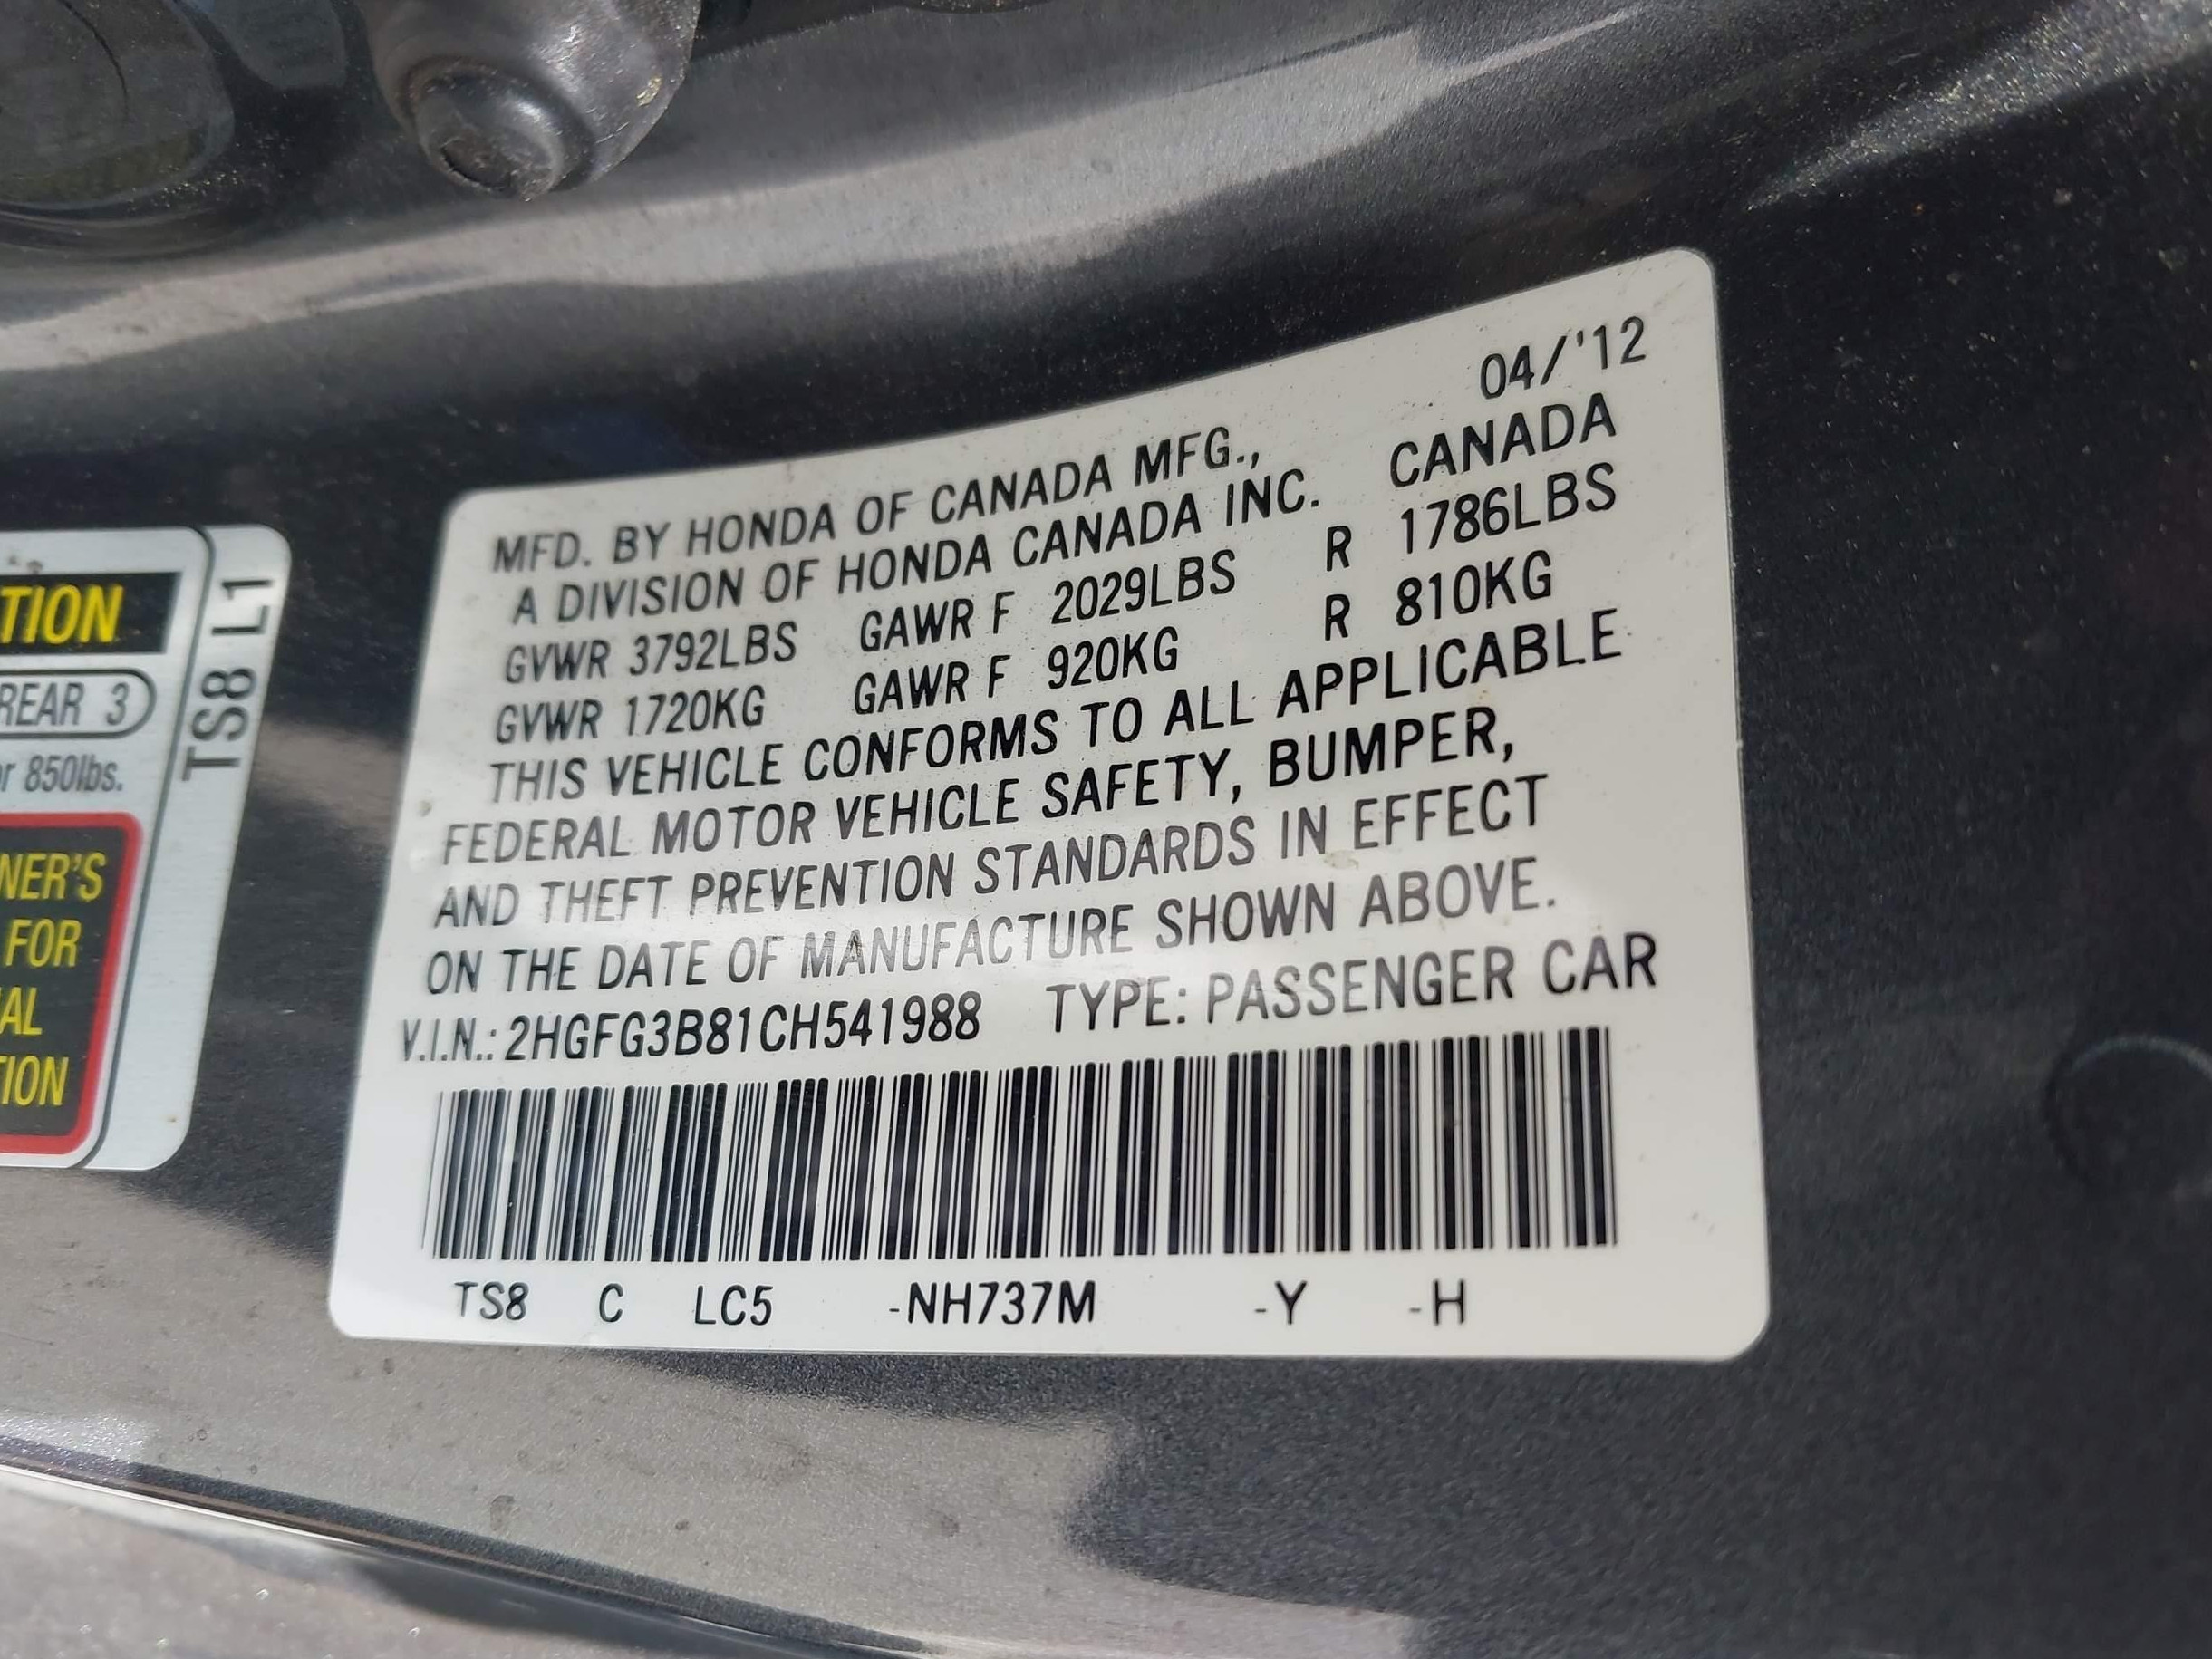 04/'12
MFD. BY HONDA OF CANADA MFG.,
A DIVISION OF HONDA CANADA INC. CANADA
GVWR 3792LBS GAWR F 2029LBS R 1786LBS
GVWR 1720KG GAWR F 920KG R 810KG
THIS VEHICLE CONFORMS TO ALL APPLICABLE
FEDERAL MOTOR VEHICLE SAFETY, BUMPER,
AND THEFT PREVENTION STANDARDS IN EFFECT
ON THE DATE OF MANUFACTURE SHOWN ABOVE.
V.I.N.: 2HGFG3B81CH541988 TYPE: PASSENGER CAR
TS8 C LC5 -NH737M -Y -H
TION
REAR 3
r 850lbs.
NER'S
FOR
AL
TION
TS8 L1